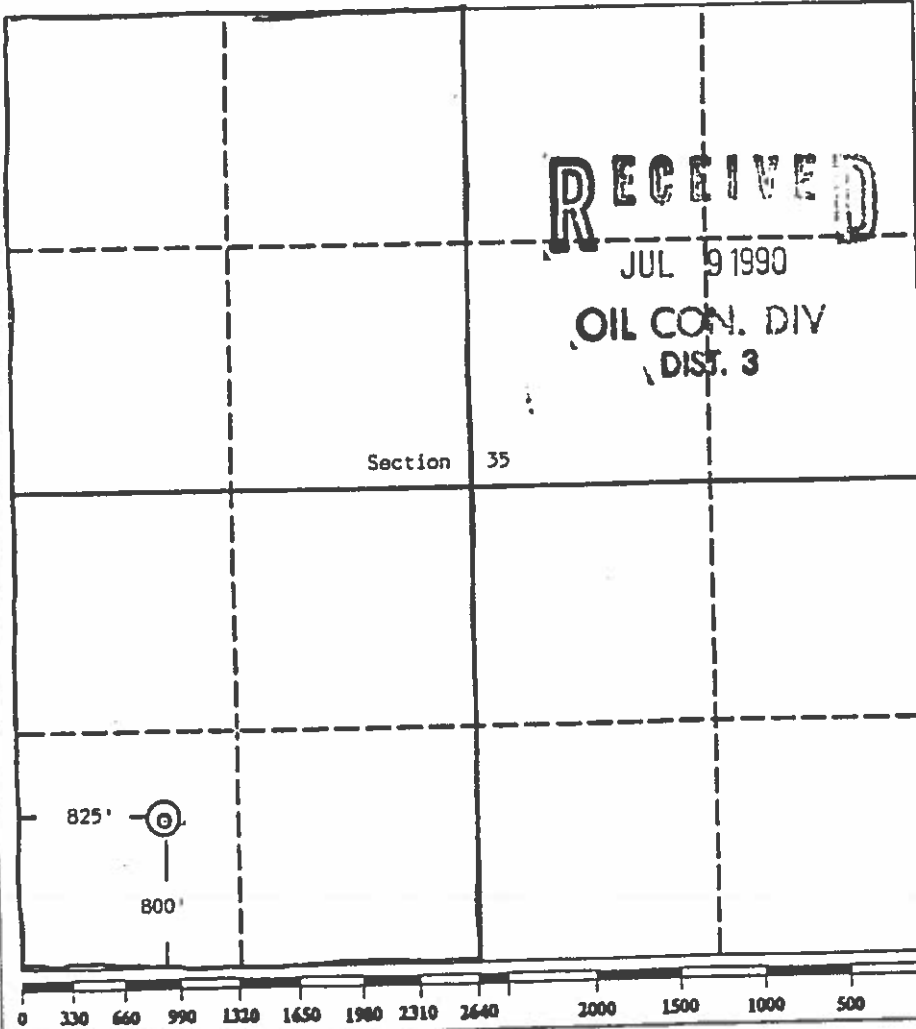 RECEIVED
JUL 9 1990
OIL CON. DIV
DIST. 3
Section 35
825'
800'
0 330 660 990 1320 1650 1980 2310 2640 2000 1500 1000 500